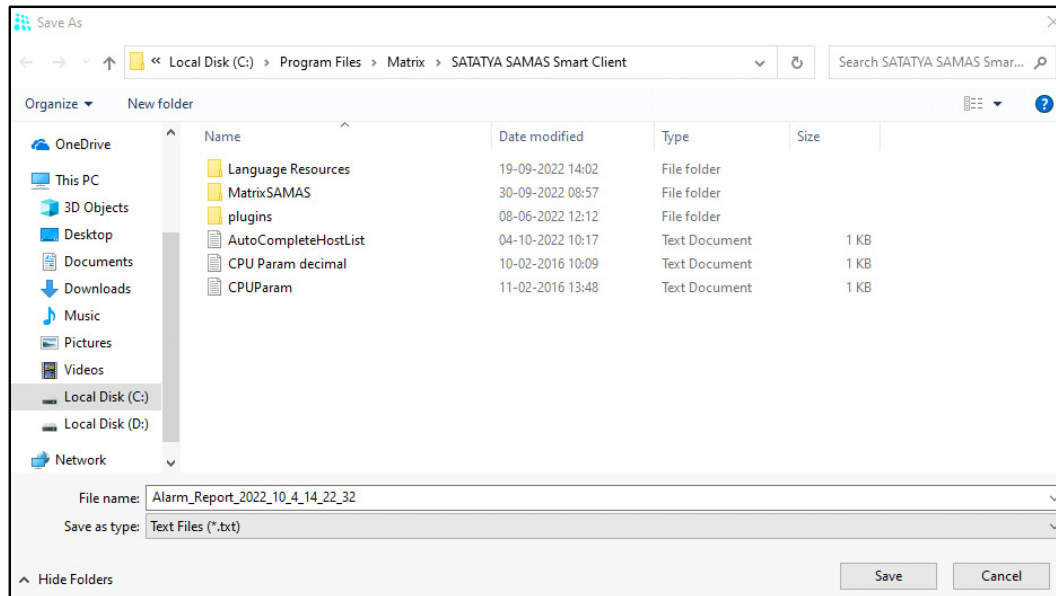 Save As
« Local Disk (C:) › Program Files › Matrix › SATATYA SAMAS Smart Client
Search SATATYA SAMAS Smar...
Organize
New folder
Name Date modified Type Size
OneDrive
This PC
3D Objects
Desktop
Documents
Downloads
Music
Pictures
Videos
Local Disk (C:)
Local Disk (D:)
Network
Language Resources 19-09-2022 14:02 File folder
MatrixSAMAS 30-09-2022 08:57 File folder
plugins 08-06-2022 12:12 File folder
AutoCompleteHostList 04-10-2022 10:17 Text Document 1 KB
CPU Param decimal 10-02-2016 10:09 Text Document 1 KB
CPUParam 11-02-2016 13:48 Text Document 1 KB
File name: Alarm_Report_2022_10_4_14_22_32
Save as type: Text Files (*.txt)
Hide Folders
Save
Cancel